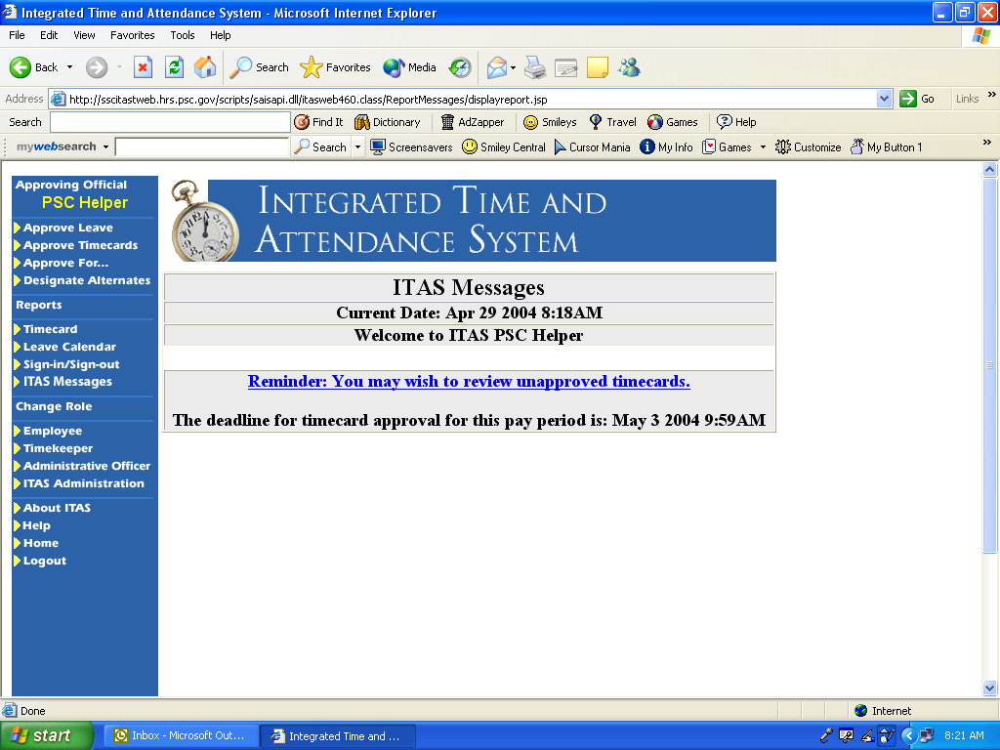 Integrated Time and Attendance System - Microsoft Internet Explorer
File Edit View Favorites Tools Help
Back Search Favorites Media
Address http://sscitastweb.hrs.psc.gov/scripts/saisapi.dll/itasweb460.class/ReportMessages/displayreport.jsp Go Links »
Search Find It Dictionary AdZapper Smileys Travel Games Help
mywebsearch Search Screensavers Smiley Central Cursor Mania My Info Games Customize My Button 1 »
Approving Official
PSC Helper
Approve Leave
Approve Timecards
Approve For...
Designate Alternates
Reports
Timecard
Leave Calendar
Sign-in/Sign-out
ITAS Messages
Change Role
Employee
Timekeeper
Administrative Officer
ITAS Administration
About ITAS
Help
Home
Logout
INTEGRATED TIME AND
ATTENDANCE SYSTEM
ITAS Messages
Current Date: Apr 29 2004 8:18AM
Welcome to ITAS PSC Helper
Reminder: You may wish to review unapproved timecards.
The deadline for timecard approval for this pay period is: May 3 2004 9:59AM
Done Internet
start Inbox - Microsoft Out... Integrated Time and ... 8:21 AM